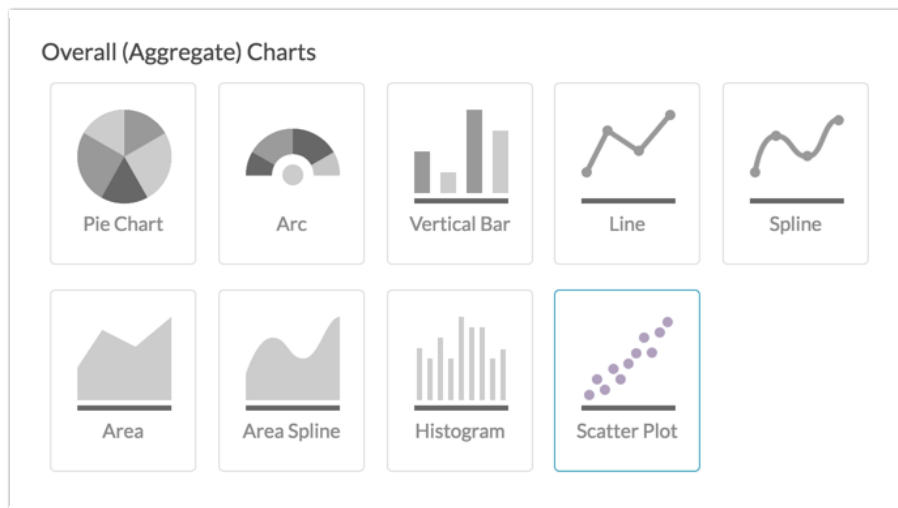 Overall (Aggregate) Charts
Pie Chart
Arc
Vertical Bar
Line
Spline
Area
Area Spline
Histogram
Scatter Plot